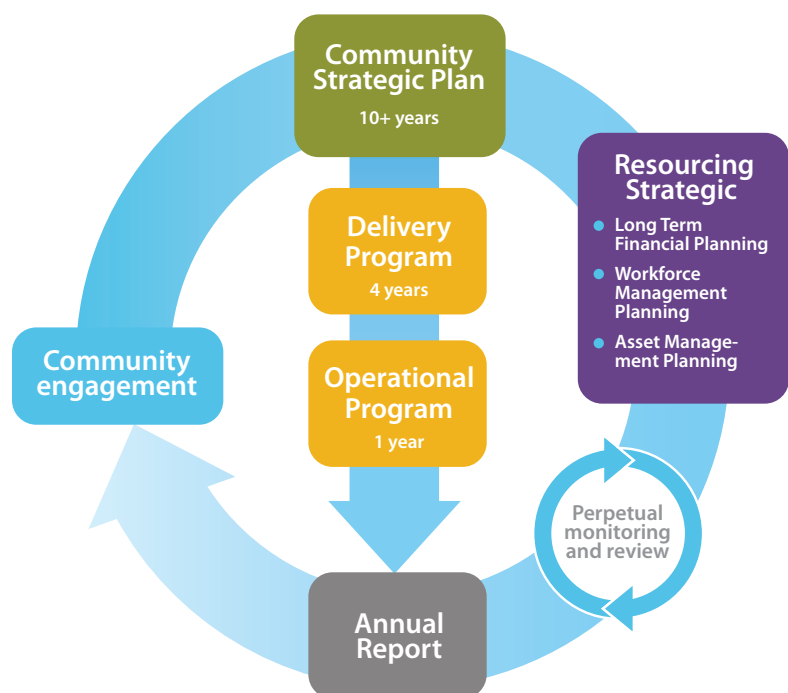 Community
Strategic Plan
10+ years
Resourcing
Strategic
Long Term
Financial Planning
Workforce
Management
Planning
Asset Manage-
ment Planning
Delivery
Program
4 years
Community
engagement
Operational
Program
1 year
Perpetual
monitoring
and review
Annual
Report